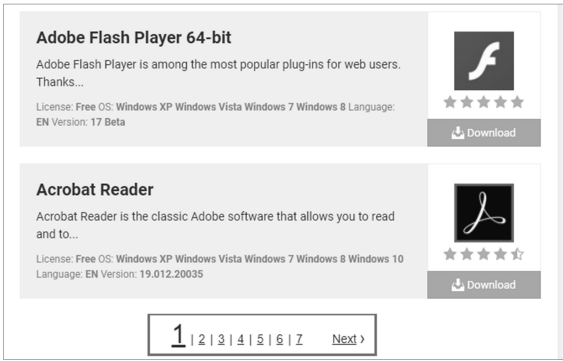 Adobe Flash Player 64-bit
Adobe Flash Player is among the most popular plug-ins for web users.
Thanks...
License: Free OS: Windows XP Windows Vista Windows 7 Windows 8 Language:
EN Version: 17 Beta
Download
Acrobat Reader
Acrobat Reader is the classic Adobe software that allows you to read
and to...
License: Free OS: Windows XP Windows Vista Windows 7 Windows 8 Windows 10
Language: EN Version: 19.012.20035
Download
1 | 2 | 3 | 4 | 5 | 6 | 7 Next ›